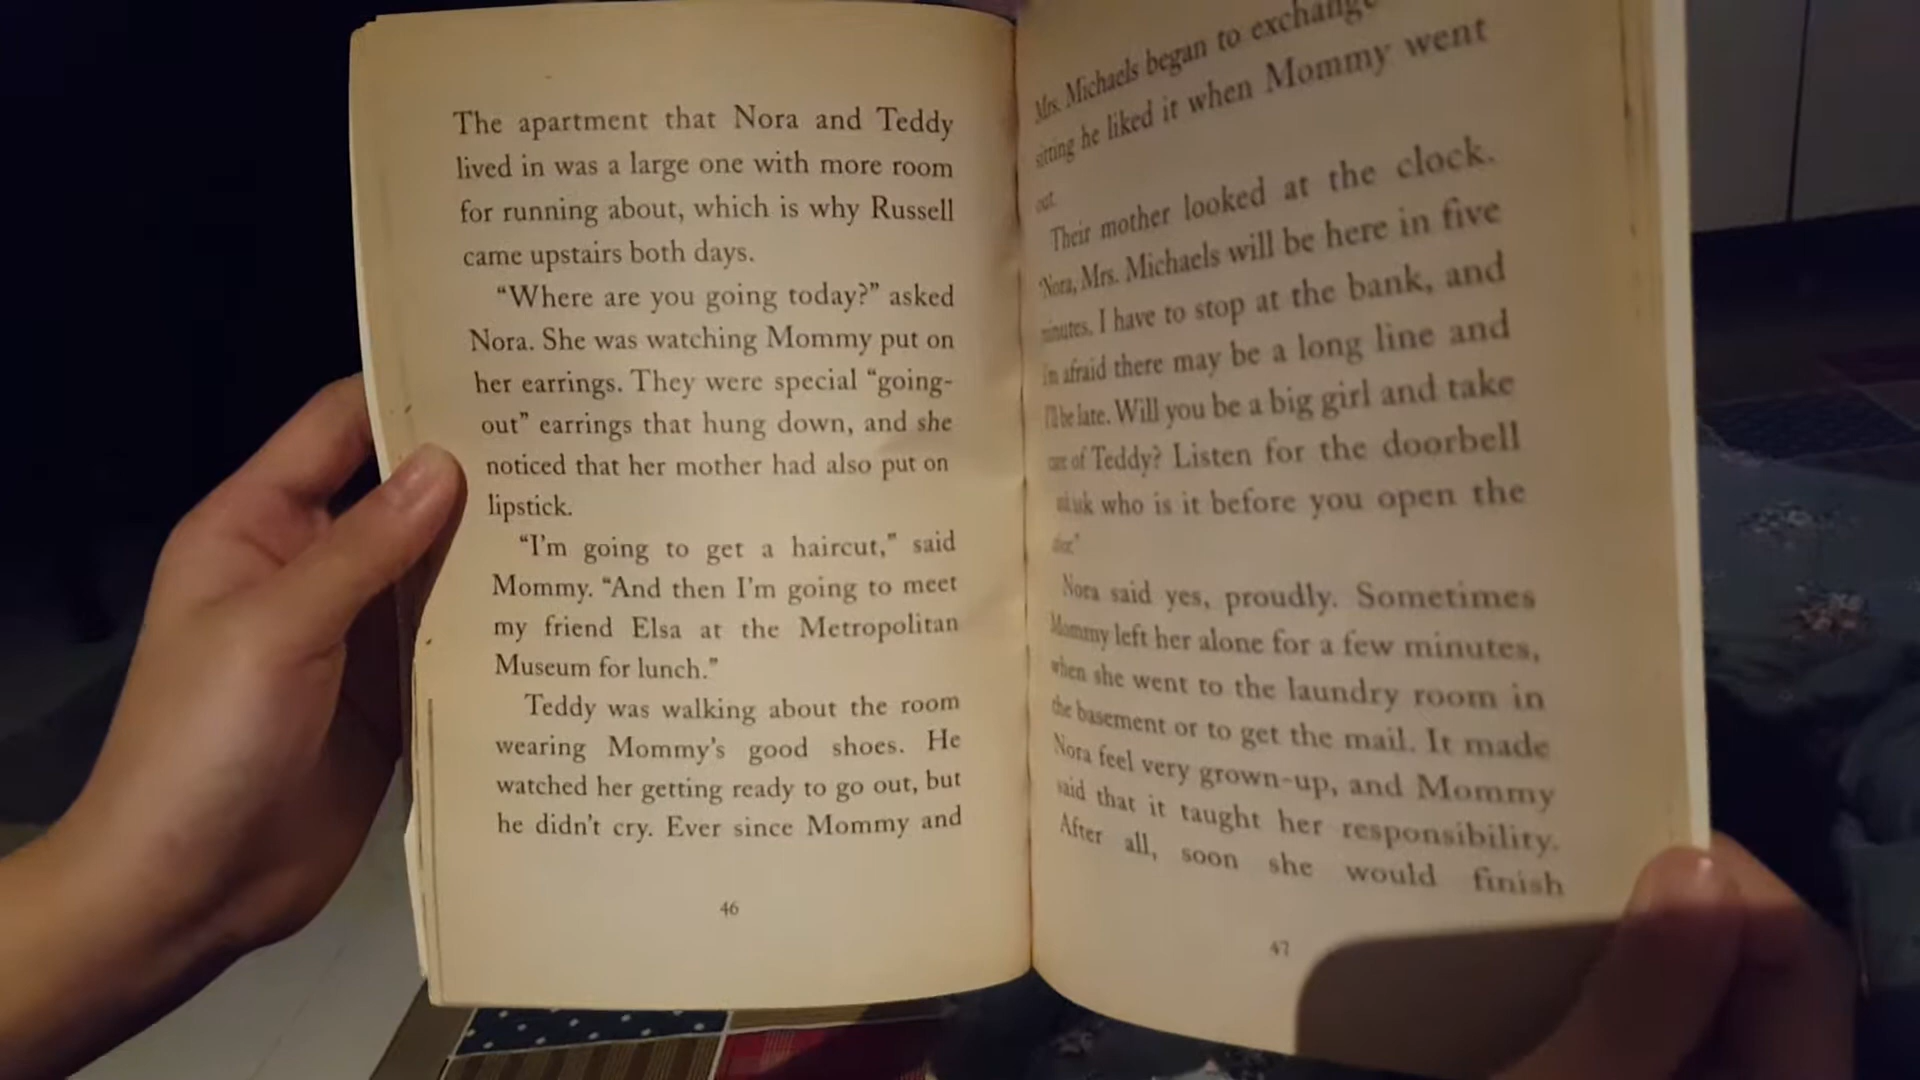 The apartment that Nora and Teddy
lived in was a large one with more room
for running about, which is why Russell
came upstairs both days.
“Where are you going today?” asked
Nora. She was watching Mommy put on
her earrings. They were special “going-
out” earrings that hung down, and she
noticed that her mother had also put on
lipstick.
“I'm going to get a haircut,” said
Mommy. “And then I'm going to meet
my friend Elsa at the Metropolitan
Museum for lunch.”
Teddy was walking about the room
wearing Mommy's good shoes. He
watched her getting ready to go out, but
he didn't cry. Ever since Mommy and
46
Mrs. Michaels began to exchange
sitting he liked it when Mommy went
out.
Their mother looked at the clock.
“Nora, Mrs. Michaels will be here in five
minutes. I have to stop at the bank, and
I'm afraid there may be a long line and
I'll be late. Will you be a big girl and take
care of Teddy? Listen for the doorbell
and ask who is it before you open the
door.”
Nora said yes, proudly. Sometimes
Mommy left her alone for a few minutes,
when she went to the laundry room in
the basement or to get the mail. It made
Nora feel very grown-up, and Mommy
said that it taught her responsibility.
After all, soon she would finish
47